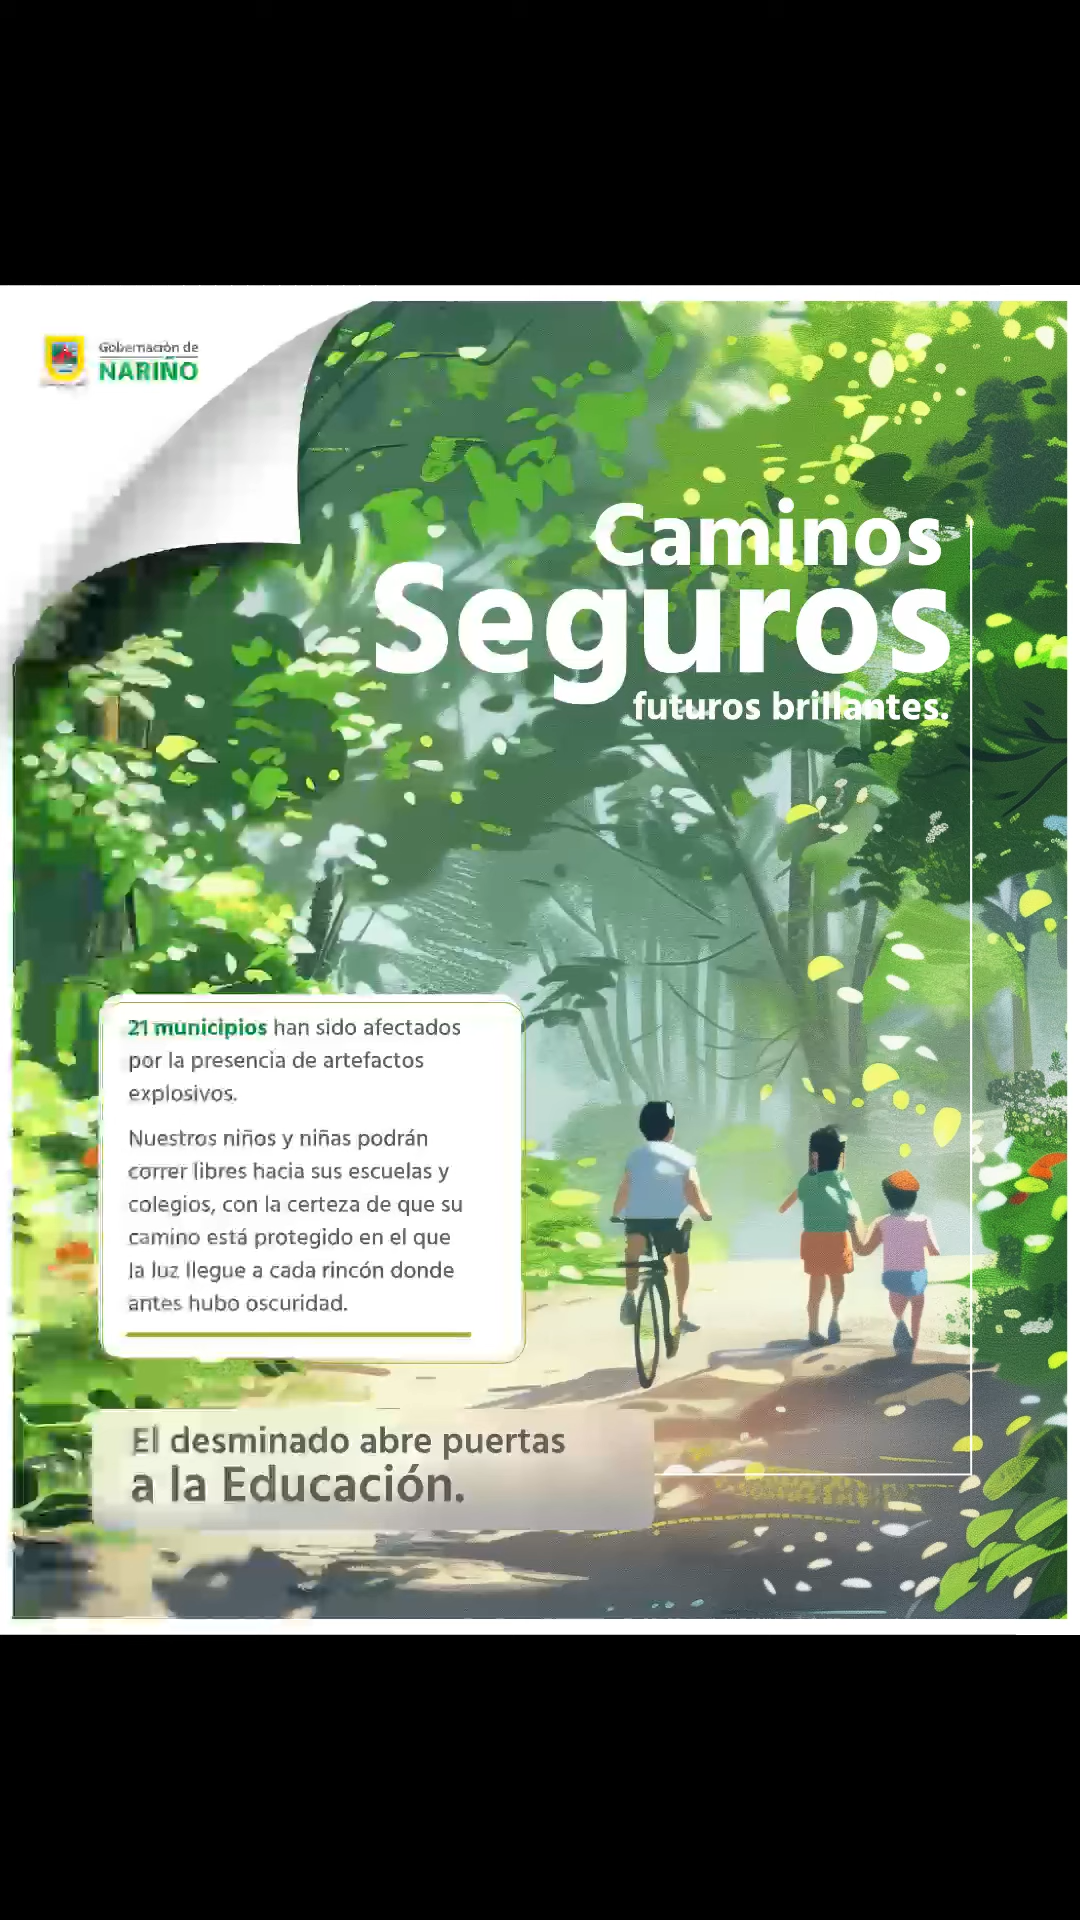 Gobernación de
NARIÑO
Caminos
Seguros
futuros brillantes.
21 municipios han sido afectados
por la presencia de artefactos
explosivos.
Nuestros niños y niñas podrán
correr libres hacia sus escuelas y
colegios, con la certeza de que su
camino está protegido en el que
la luz llegue a cada rincón donde
antes hubo oscuridad.
El desminado abre puertas
a la Educación.